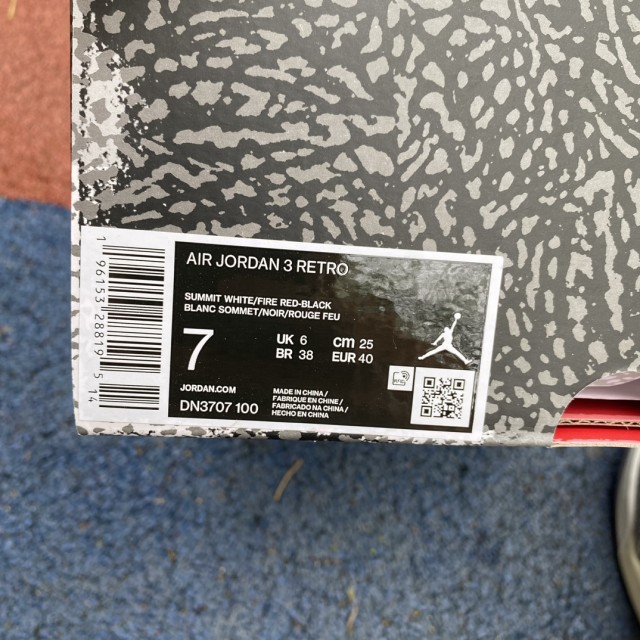 AIR JORDAN 3 RETRO
SUMMIT WHITE/FIRE RED-BLACK
BLANC SOMMET/NOIR/ROUGE FEU
7
UK 6 cm 25
BR 38 EUR 40
JORDAN.COM
DN3707 100
MADE IN CHINA /
FABRIQUE EN CHINE /
FABRICADO NA CHINA /
HECHO EN CHINA
1 96153 28819 5 14